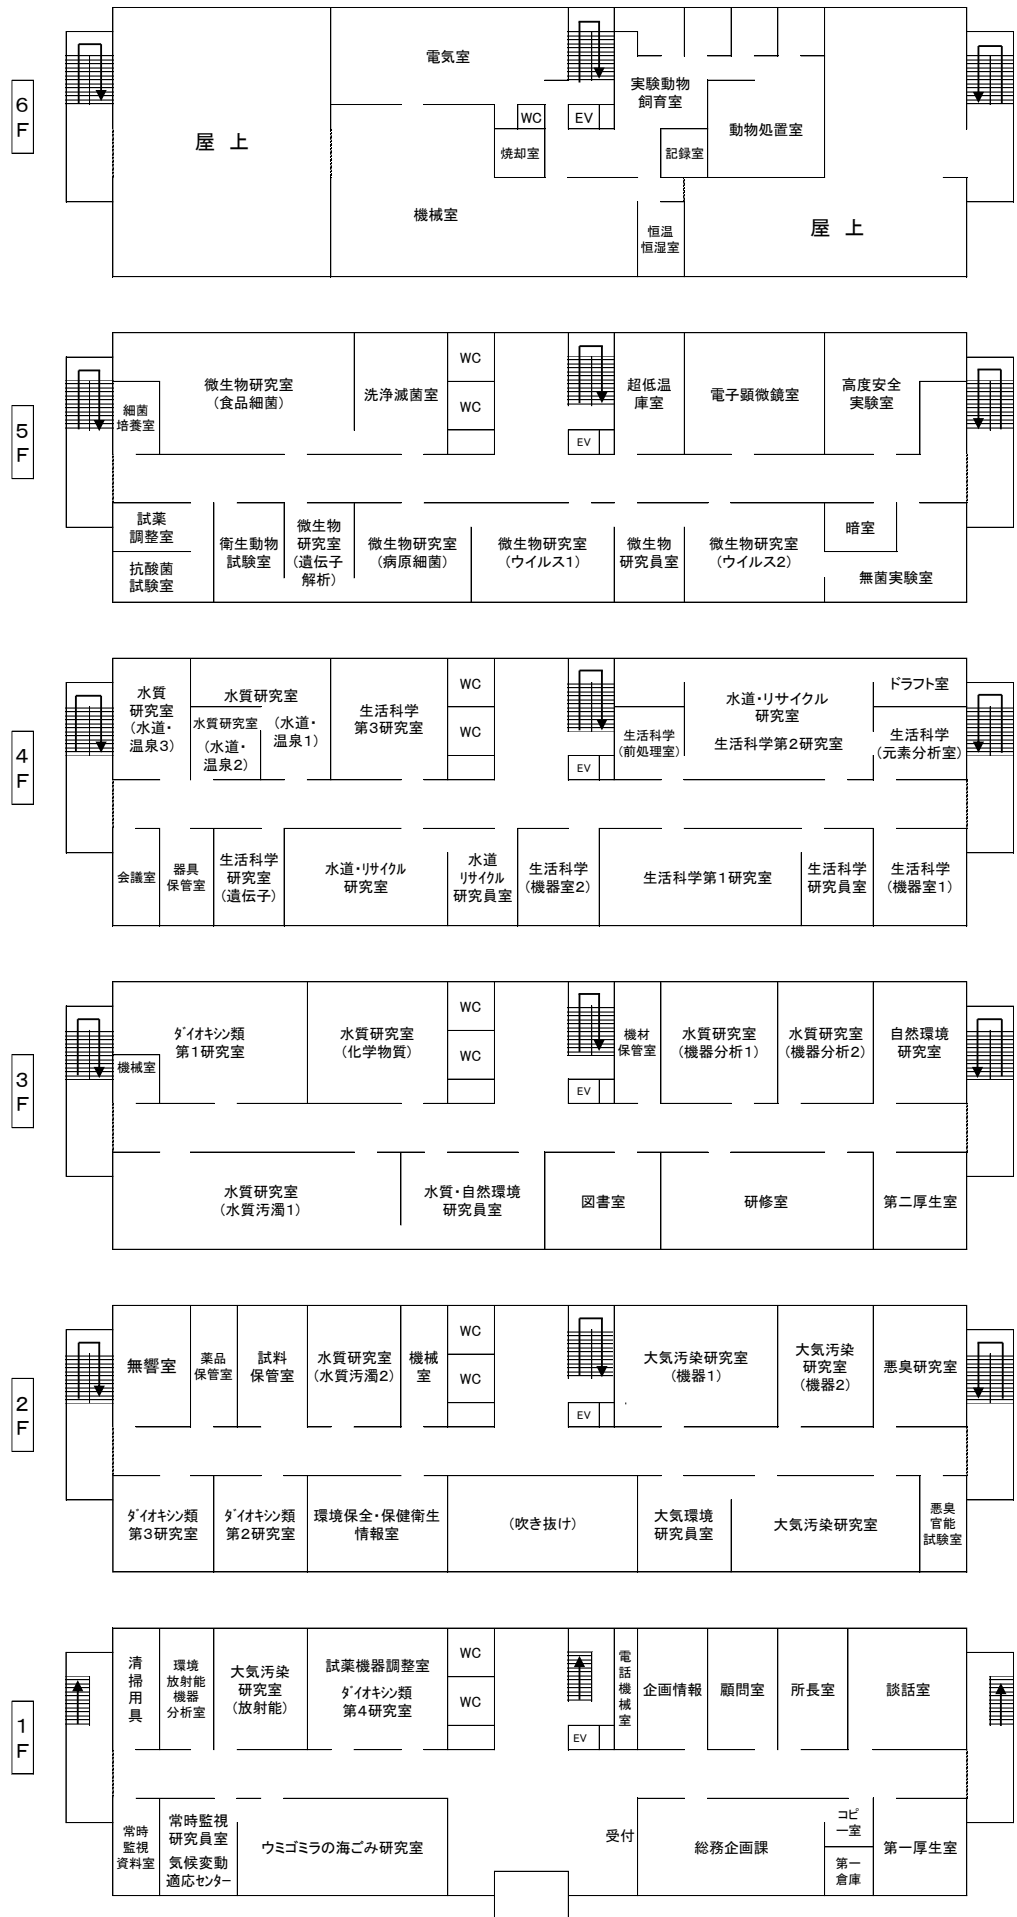 6
F
電気室
実験動物
飼育室
WC
EV
動物処置室
屋 上
焼却室
記録室
機械室
恒温
恒湿室
屋 上
5
F
微生物研究室
(食品細菌)
洗浄滅菌室
WC
WC
EV
超低温
庫室
電子顕微鏡室
高度安全
実験室
細菌
培養室
試薬
調整室
抗酸菌
試験室
衛生動物
試験室
微生物
研究室
(遺伝子
解析)
微生物研究室
(病原細菌)
微生物研究室
(ウイルス1)
微生物
研究員室
微生物研究室
(ウイルス2)
暗室
無菌実験室
4
F
水質
研究室
(水道・
温泉3)
水質研究室
(水道・
温泉1)
水質研究室
(水道・
温泉2)
生活科学
第3研究室
WC
WC
EV
生活科学
(前処理室)
水道・リサイクル
研究室
生活科学第2研究室
ドラフト室
生活科学
(元素分析室)
会議室
器具
保管室
生活科学
研究室
(遺伝子)
水道・リサイクル
研究室
水道
リサイクル
研究員室
生活科学
(機器室2)
生活科学第1研究室
生活科学
研究員室
生活科学
(機器室1)
3
F
ダイオキシン類
第1研究室
機械室
水質研究室
(化学物質)
WC
WC
EV
機材
保管室
水質研究室
(機器分析1)
水質研究室
(機器分析2)
自然環境
研究室
水質研究室
(水質汚濁1)
水質・自然環境
研究員室
図書室
研修室
第二厚生室
2
F
無響室
薬品
保管室
試料
保管室
水質研究室
(水質汚濁2)
機械
室
WC
WC
EV
大気汚染研究室
(機器1)
大気汚染
研究室
(機器2)
悪臭研究室
ダイオキシン類
第3研究室
ダイオキシン類
第2研究室
環境保全・保健衛生
情報室
(吹き抜け)
大気環境
研究員室
大気汚染研究室
悪臭
官能
試験室
1
F
清掃用具
環境
放射能
機器
分析室
大気汚染
研究室
(放射能)
試薬機器調整室
ダイオキシン類
第4研究室
WC
WC
EV
電話機械室
企画情報
顧問室
所長室
談話室
常時
監視
資料室
常時監視
研究員室
気候変動
適応センター
ウミゴミラの海ごみ研究室
受付
総務企画課
コピ
ー室
第一
倉庫
第一厚生室